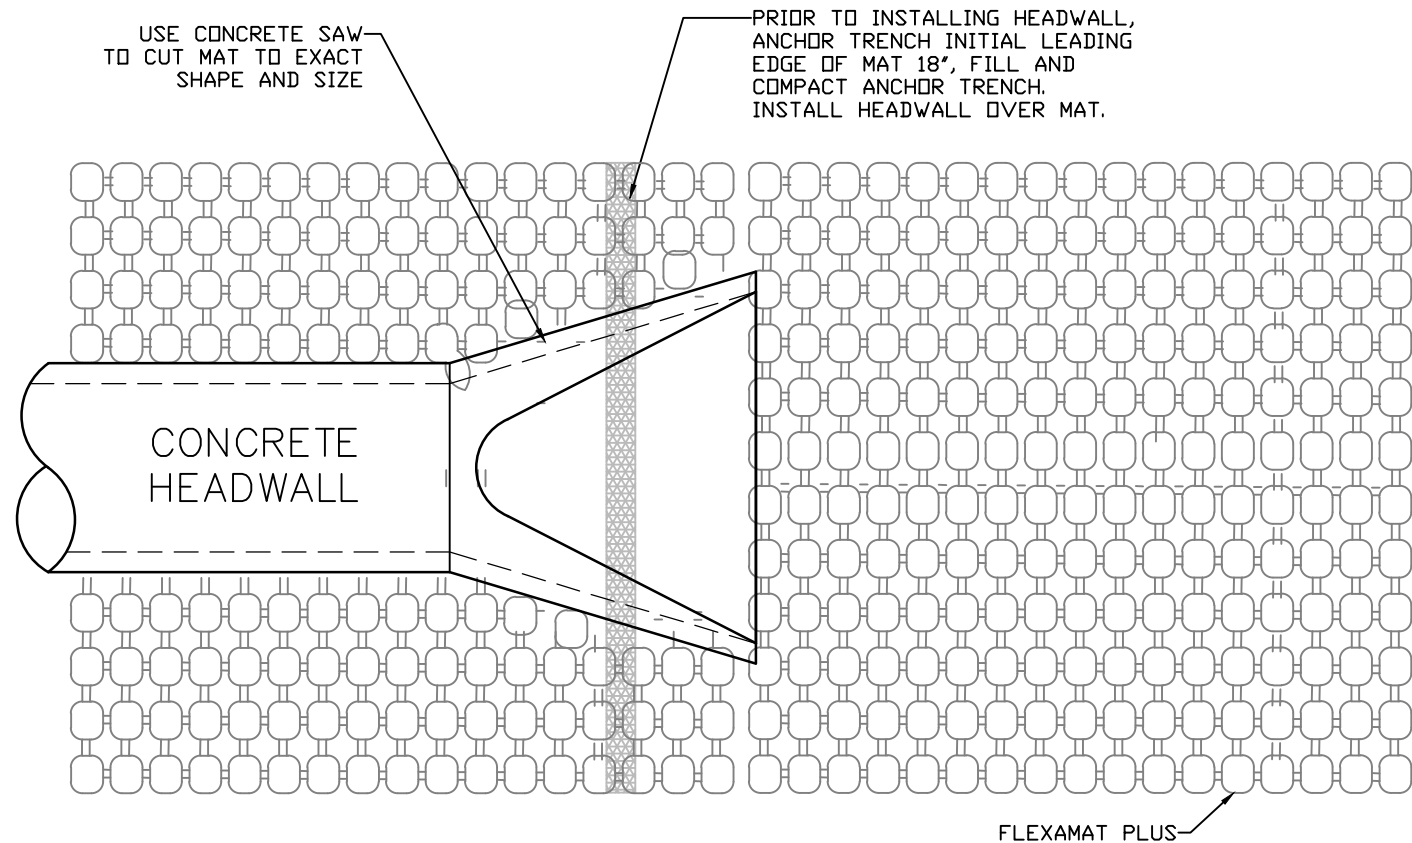 USE CONCRETE SAW
TO CUT MAT TO EXACT
SHAPE AND SIZE
PRIOR TO INSTALLING HEADWALL,
ANCHOR TRENCH INITIAL LEADING
EDGE OF MAT 18", FILL AND
COMPACT ANCHOR TRENCH.
INSTALL HEADWALL OVER MAT.
CONCRETE
HEADWALL
FLEXAMAT PLUS